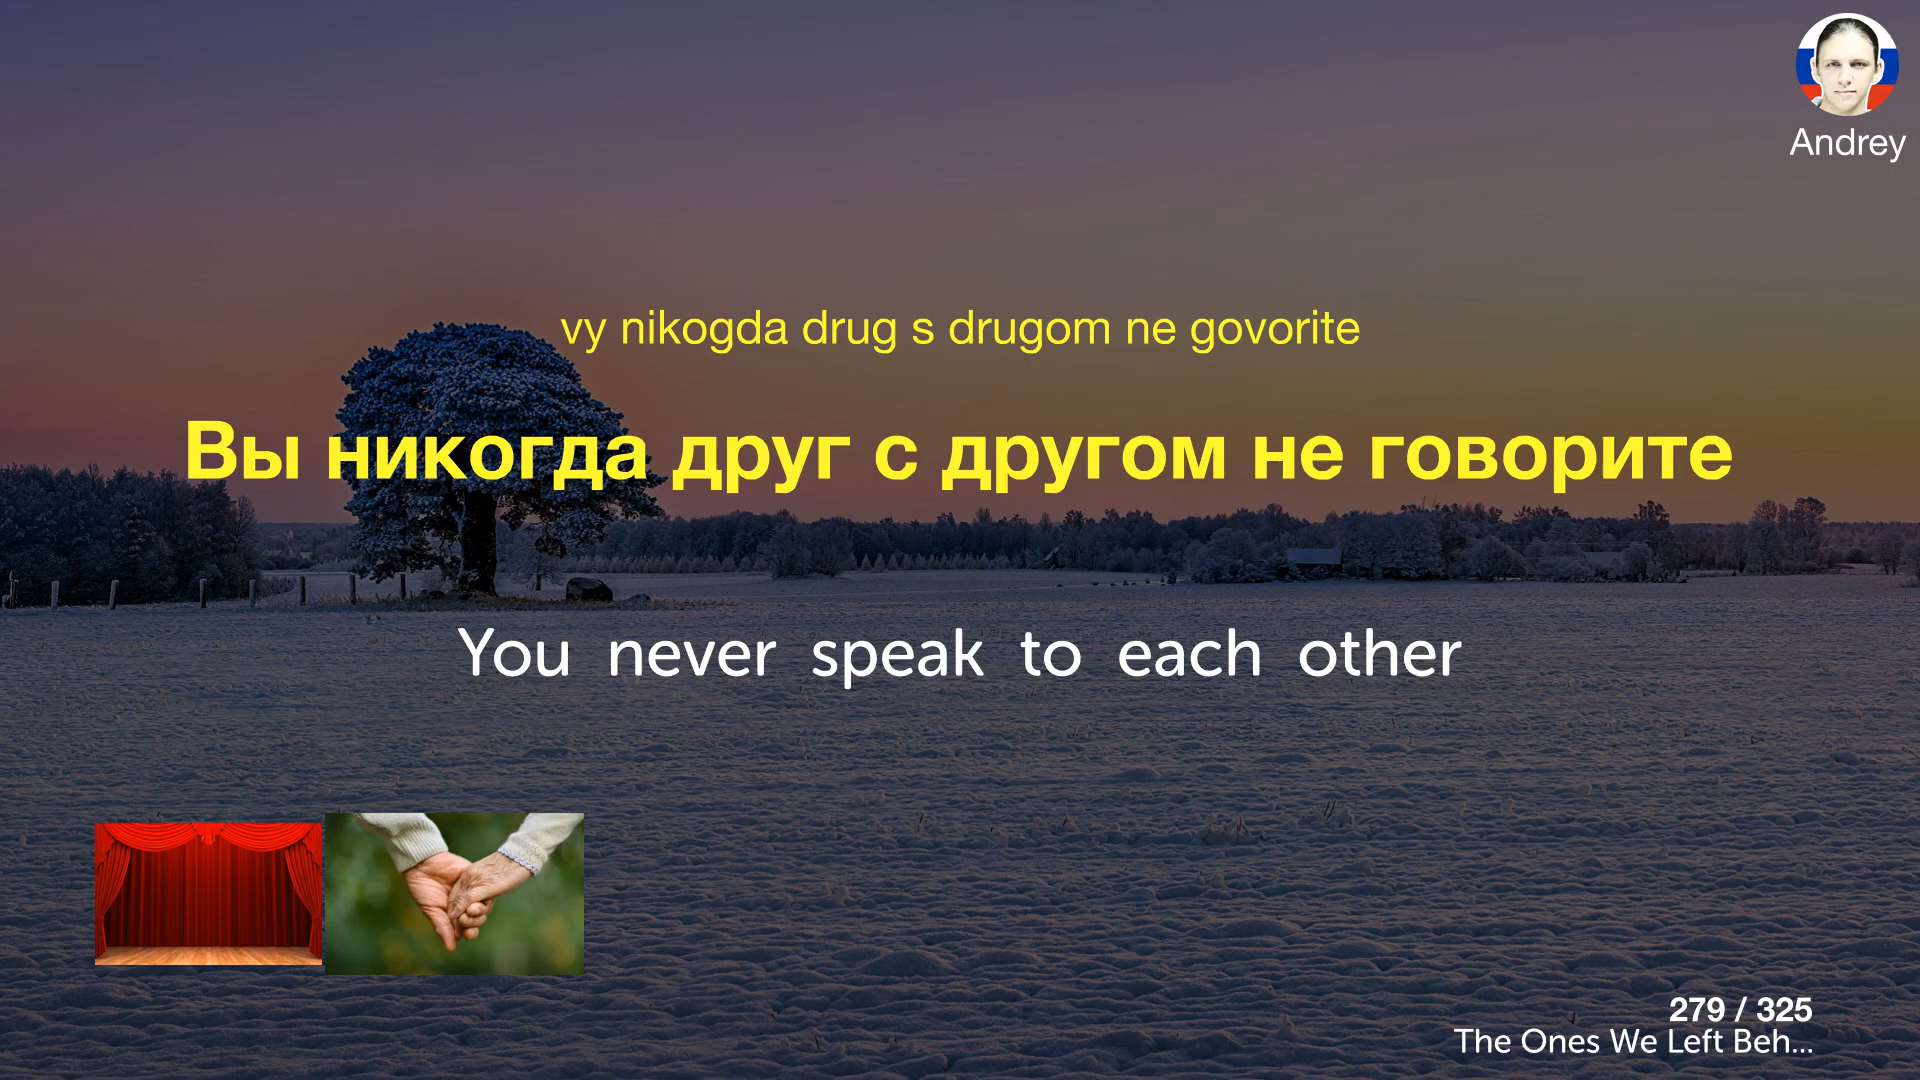 Andrey
vy nikogda drug s drugom ne govorite
Вы никогда друг с другом не говорите
You never speak to each other
279 / 325
The Ones We Left Beh...